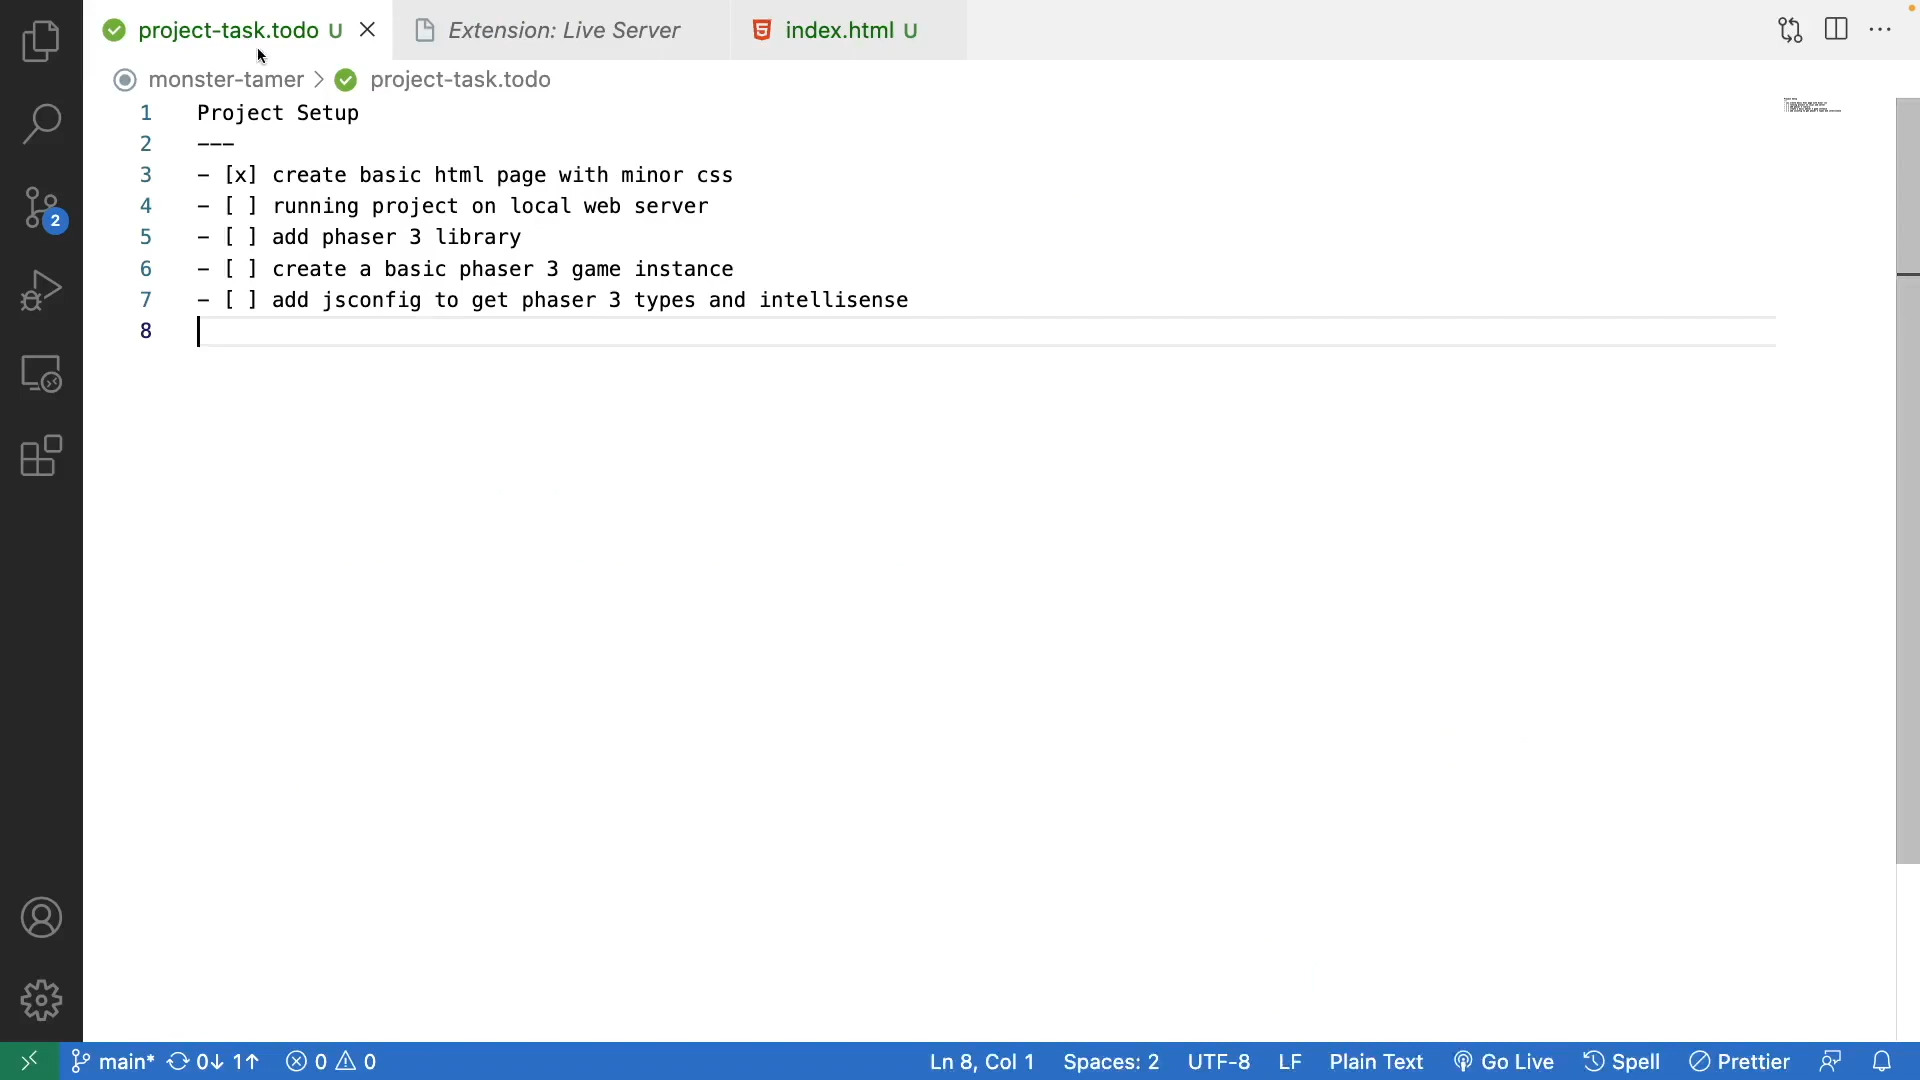 project-task.todo U
Extension: Live Server
index.html U
monster-tamer > project-task.todo
1 Project Setup
2 ---
3 - [x] create basic html page with minor css
4 - [ ] running project on local web server
5 - [ ] add phaser 3 library
6 - [ ] create a basic phaser 3 game instance
7 - [ ] add jsconfig to get phaser 3 types and intellisense
8
2
main* 0↓ 1↑ 0 0 Ln 8, Col 1 Spaces: 2 UTF-8 LF Plain Text Go Live Spell Prettier